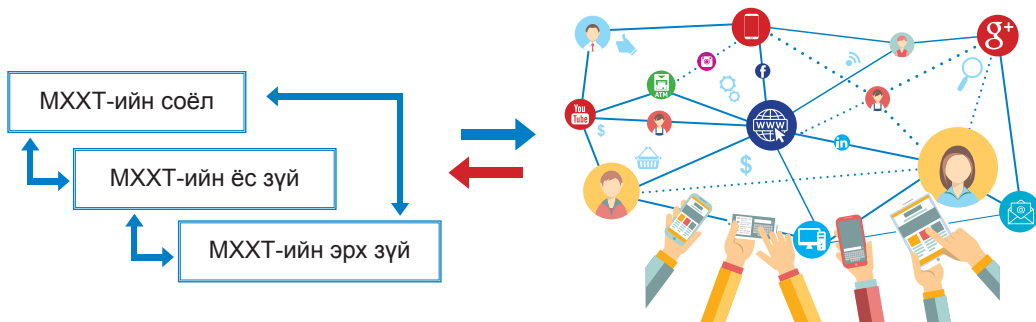 МХХТ-ийн соёл
МХХТ-ийн ёс зүй
МХХТ-ийн эрх зүй
g+
ATM
f
You
Tube
$
WWW
in
$
@